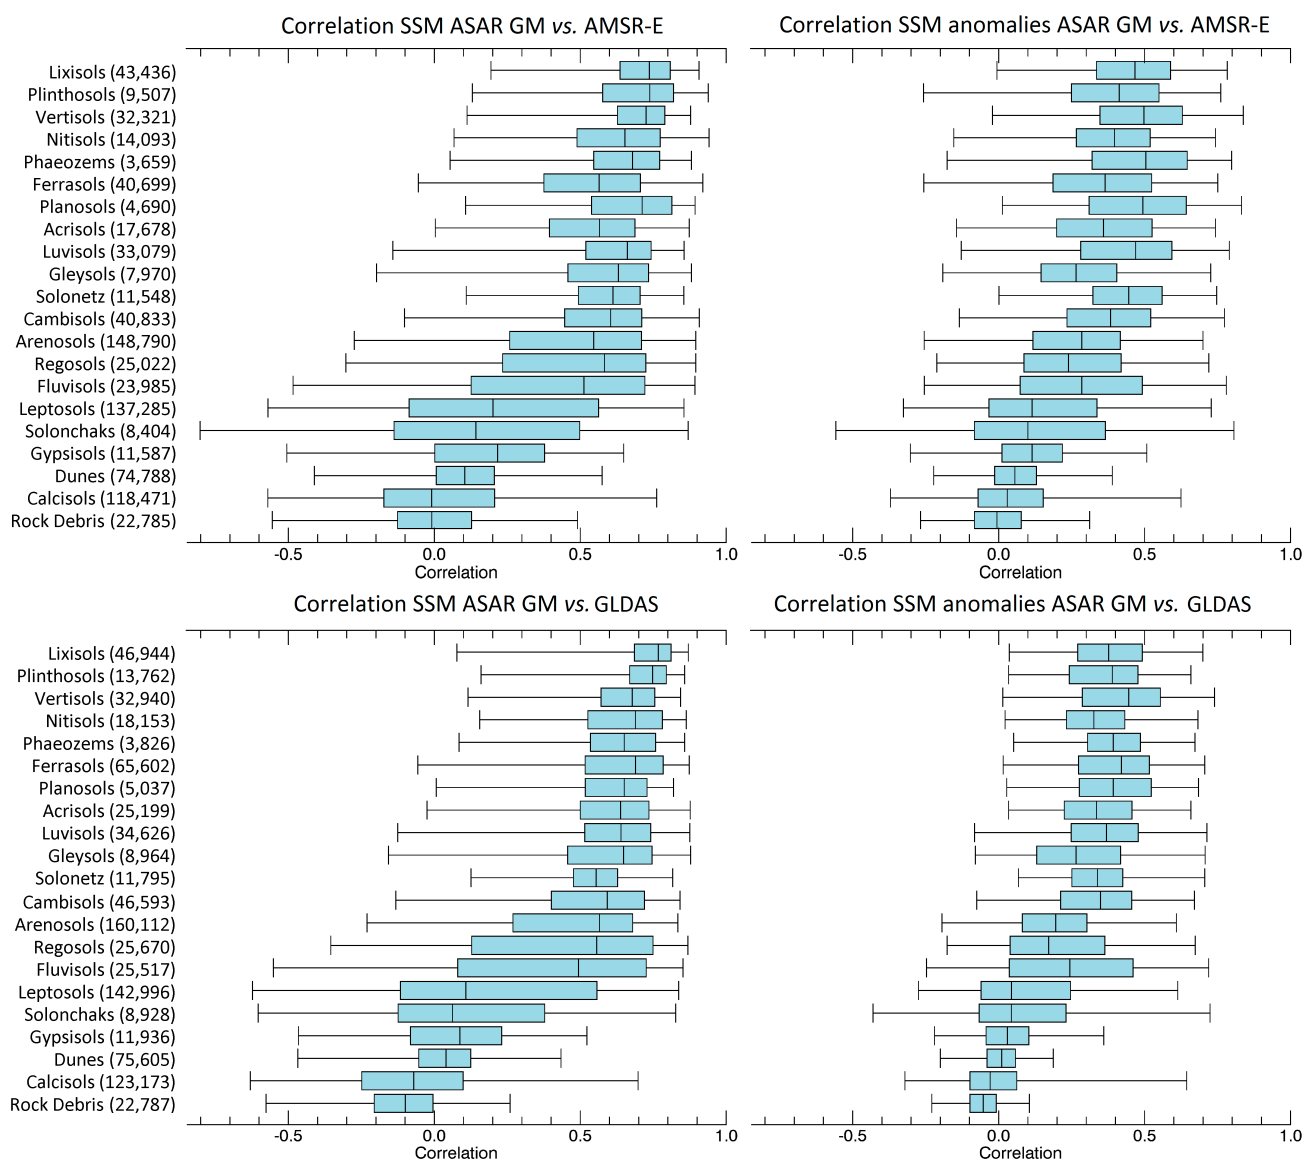 Correlation SSM ASAR GM vs. AMSR-E
Lixisols (43,436)
Plinthosols (9,507)
Vertisols (32,321)
Nitisols (14,093)
Phaeozems (3,659)
Ferrasols (40,699)
Planosols (4,690)
Acrisols (17,678)
Luvisols (33,079)
Gleysols (7,970)
Solonetz (11,548)
Cambisols (40,833)
Arenosols (148,790)
Regosols (25,022)
Fluvisols (23,985)
Leptosols (137,285)
Solonchaks (8,404)
Gypsisols (11,587)
Dunes (74,788)
Calcisols (118,471)
Rock Debris (22,785)
-0.5 0.0 0.5 1.0
Correlation
Correlation SSM anomalies ASAR GM vs. AMSR-E
-0.5 0.0 0.5 1.0
Correlation
Correlation SSM ASAR GM vs. GLDAS
Lixisols (46,944)
Plinthosols (13,762)
Vertisols (32,940)
Nitisols (18,153)
Phaeozems (3,826)
Ferrasols (65,602)
Planosols (5,037)
Acrisols (25,199)
Luvisols (34,626)
Gleysols (8,964)
Solonetz (11,795)
Cambisols (46,593)
Arenosols (160,112)
Regosols (25,670)
Fluvisols (25,517)
Leptosols (142,996)
Solonchaks (8,928)
Gypsisols (11,936)
Dunes (75,605)
Calcisols (123,173)
Rock Debris (22,787)
-0.5 0.0 0.5 1.0
Correlation
Correlation SSM anomalies ASAR GM vs. GLDAS
-0.5 0.0 0.5 1.0
Correlation